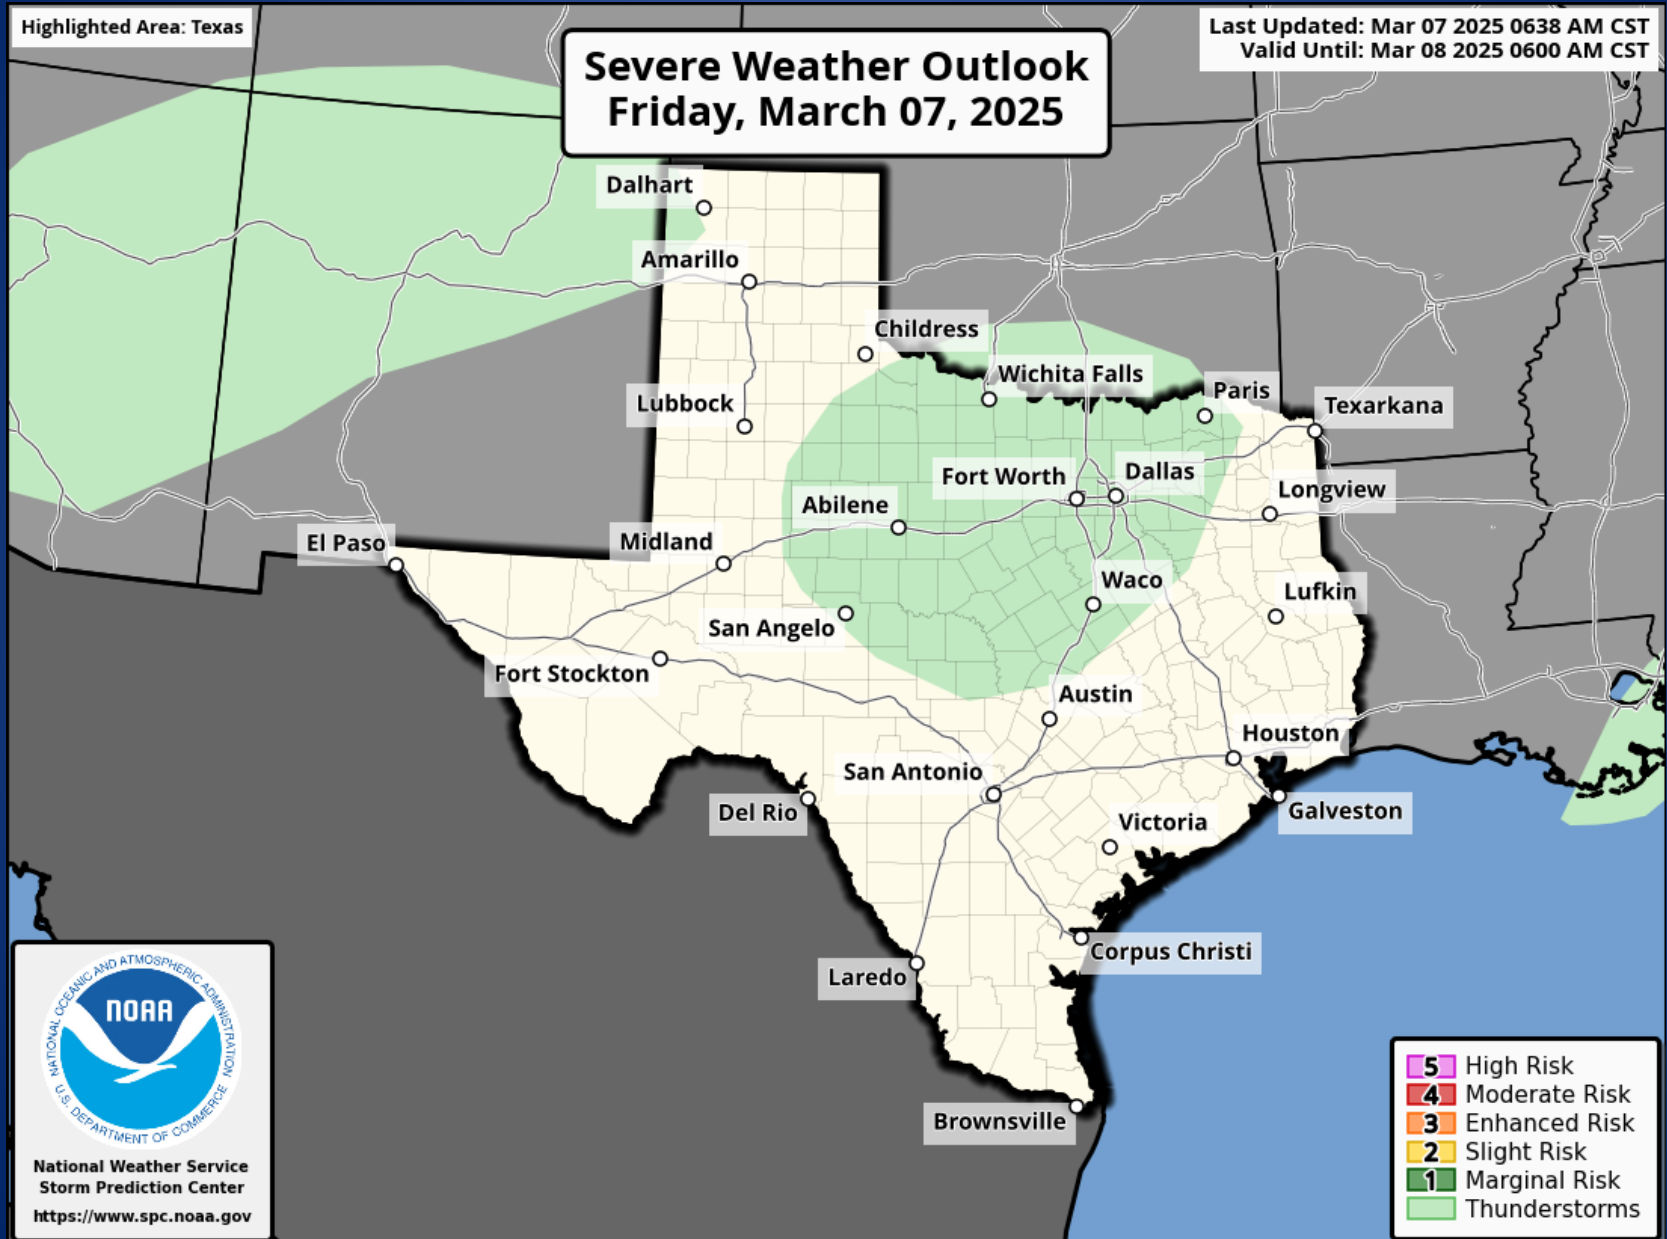 Highlighted Area: Texas
Severe Weather Outlook
Friday, March 07, 2025
Last Updated: Mar 07 2025 0638 AM CST
Valid Until: Mar 08 2025 0600 AM CST
Dalhart
Amarillo
Childress
Wichita Falls
Paris
Texarkana
Lubbock
Fort Worth
Dallas
Longview
Abilene
El Paso
Midland
Waco
Lufkin
San Angelo
Fort Stockton
Austin
Houston
San Antonio
Del Rio
Galveston
Victoria
Corpus Christi
Laredo
Brownsville
NATIONAL OCEANIC AND ATMOSPHERIC ADMINISTRATION
NOAA
U.S. DEPARTMENT OF COMMERCE
National Weather Service
Storm Prediction Center
https://www.spc.noaa.gov
5 High Risk
4 Moderate Risk
3 Enhanced Risk
2 Slight Risk
1 Marginal Risk
Thunderstorms